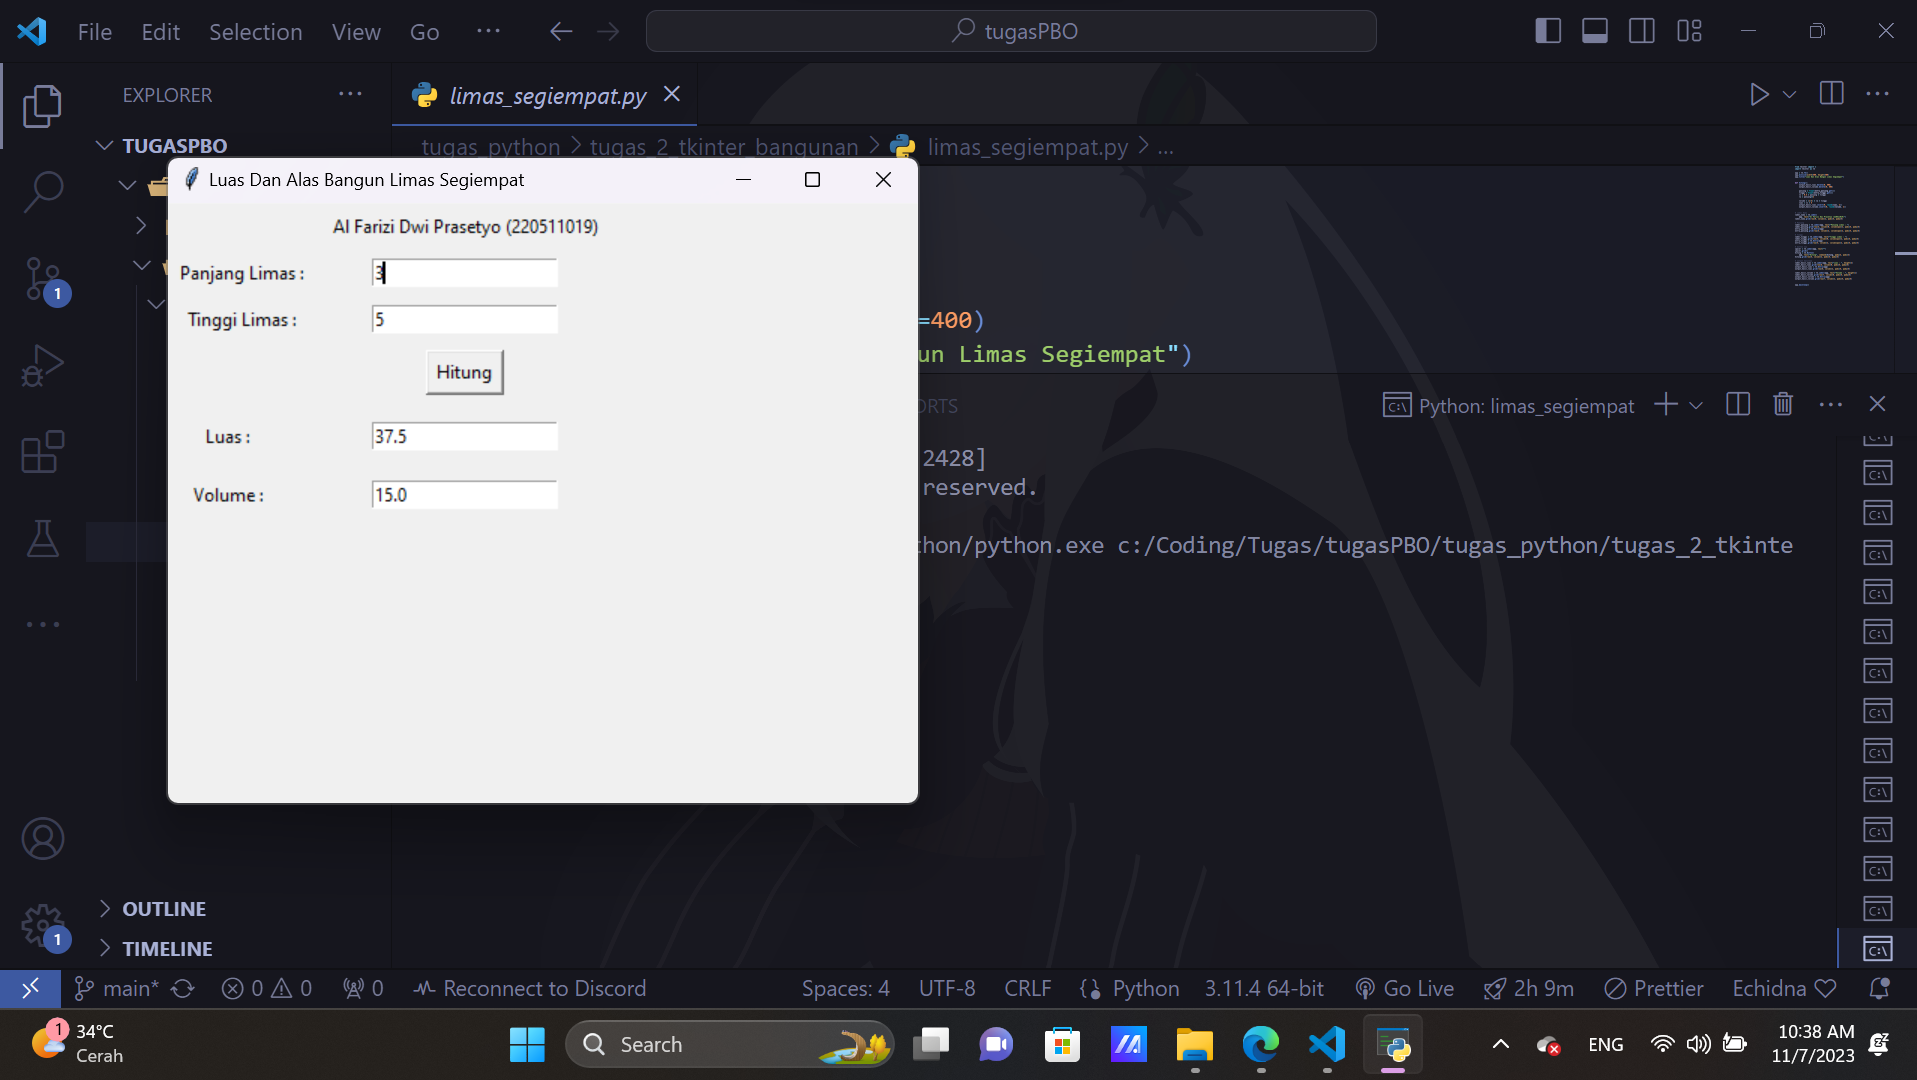 File Edit Selection View Go ...
tugasPBO
EXPLORER ...
limas_segiempat.py
TUGASPBO
tugas_python > tugas_2_tkinter_bangunan > limas_segiempat.py > ...
Luas Dan Alas Bangun Limas Segiempat
Al Farizi Dwi Prasetyo (220511019)
Panjang Limas : 3
Tinggi Limas : 5
Hitung
Luas : 37.5
Volume : 15.0
1
=400)
un Limas Segiempat")
ORTS
Python: limas_segiempat
2428]
reserved.
hon/python.exe c:/Coding/Tugas/tugasPBO/tugas_python/tugas_2_tkinte
OUTLINE
1
TIMELINE
main* 0 0 0 Reconnect to Discord Spaces: 4 UTF-8 CRLF Python 3.11.4 64-bit Go Live 2h 9m Prettier Echidna
1 34°C
Cerah
Search
ENG
10:38 AM
11/7/2023